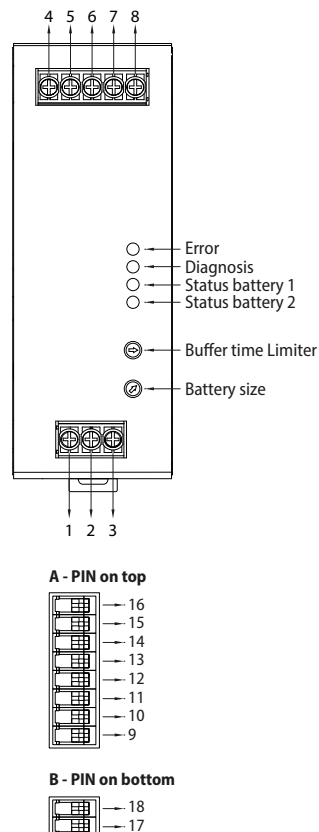 4 5 6 7 8
Error
Diagnosis
Status battery 1
Status battery 2
Buffer time Limiter
Battery size
1 2 3
A - PIN on top
16
15
14
13
12
11
10
9
B - PIN on bottom
18
17